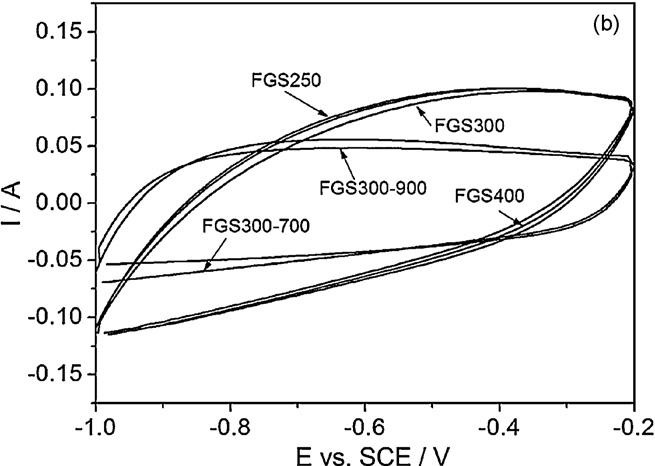 (b)
0.15
0.10
0.05
0.00
-0.05
-0.10
-0.15
I / A
FGS250
FGS300
FGS300-900
FGS400
FGS300-700
-1.0 -0.8 -0.6 -0.4 -0.2
E vs. SCE / V